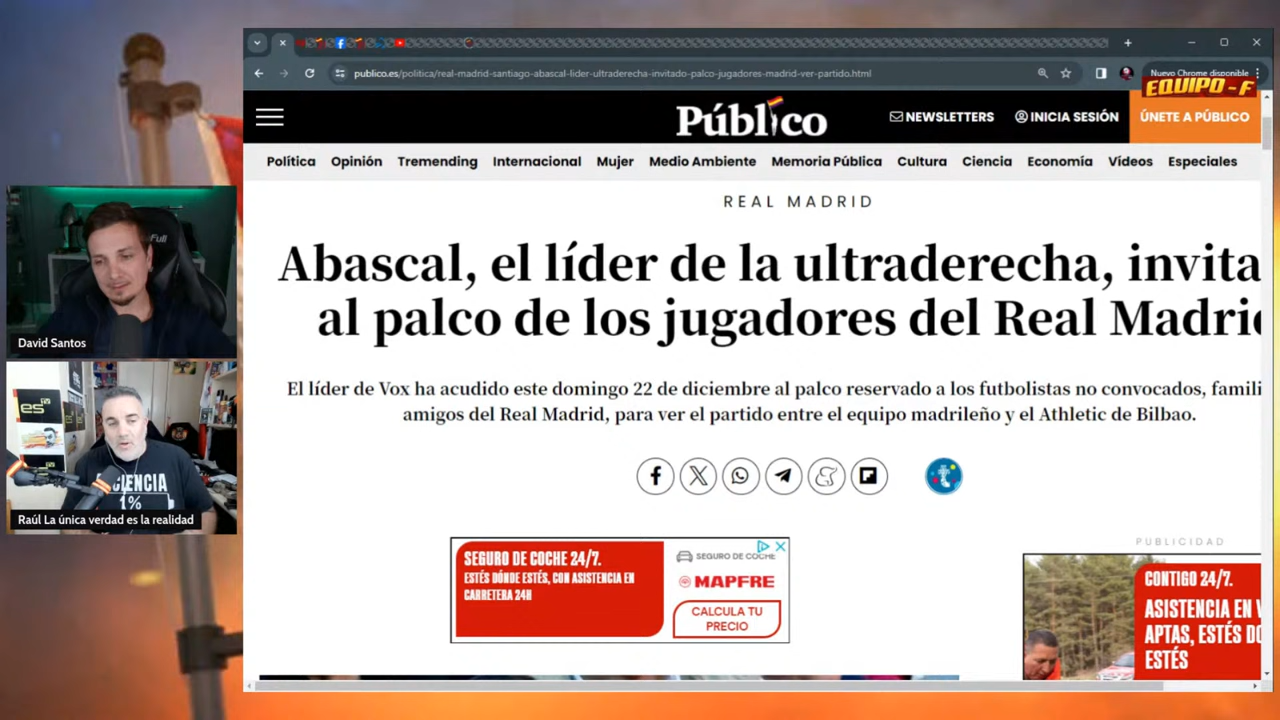 Nuevo Chrome disponible
publico.es/politica/real-madrid-santiago-abascal-lider-ultraderecha-invitado-palco-jugadores-madrid-ver-partido.html
EQUIPO-F
Público
NEWSLETTERS
INICIA SESIÓN
ÚNETE A PÚBLICO
Política Opinión Tremending Internacional Mujer Medio Ambiente Memoria Pública Cultura Ciencia Economía Vídeos Especiales
REAL MADRID
Abascal, el líder de la ultraderecha, invita
al palco de los jugadores del Real Madri
El líder de Vox ha acudido este domingo 22 de diciembre al palco reservado a los futbolistas no convocados, famili
amigos del Real Madrid, para ver el partido entre el equipo madrileño y el Athletic de Bilbao.
SEGURO DE COCHE 24/7.
ESTÉS DÓNDE ESTÉS, CON ASISTENCIA EN
CARRETERA 24H
SEGURO DE COCHE
MAPFRE
CALCULA TU
PRECIO
PUBLICIDAD
CONTIGO 24/7.
ASISTENCIA EN
APTAS, ESTÉS DO
ESTÉS
Full
David Santos
es
CIENCIA
1%
Raúl La única verdad es la realidad